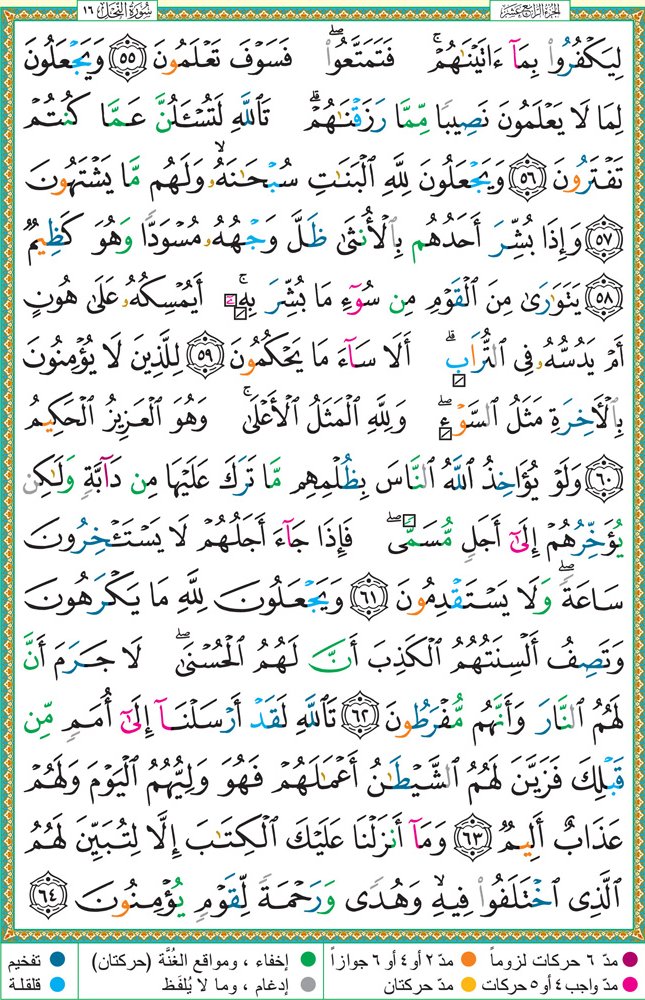 الجزء الرابع عشر
سورة النحل ١٦
لِيَكْفُرُوا۟ بِمَآ ءَاتَيْنَـٰهُمْ ۚ فَتَمَتَّعُوا۟ ۖ فَسَوْفَ تَعْلَمُونَ ٥٥ وَيَجْعَلُونَ
لِمَا لَا يَعْلَمُونَ نَصِيبًا مِّمَّا رَزَقْنَـٰهُمْ ۗ تَٱللَّهِ لَتُسْـَٔلُنَّ عَمَّا كُنتُمْ
تَفْتَرُونَ ٥٦ وَيَجْعَلُونَ لِلَّهِ ٱلْبَنَـٰتِ سُبْحَـٰنَهُۥ ۙ وَلَهُم مَّا يَشْتَهُونَ
٥٧ وَإِذَا بُشِّرَ أَحَدُهُم بِٱلْأُنثَىٰ ظَلَّ وَجْهُهُۥ مُسْوَدًّا وَهُوَ كَظِيمٌ
٥٨ يَتَوَٰرَىٰ مِنَ ٱلْقَوْمِ مِن سُوٓءِ مَا بُشِّرَ بِهِۦٓ ۚ أَيُمْسِكُهُۥ عَلَىٰ هُونٍ
أَمْ يَدُسُّهُۥ فِى ٱلتُّرَابِ ۗ أَلَا سَآءَ مَا يَحْكُمُونَ ٥٩ لِلَّذِينَ لَا يُؤْمِنُونَ
بِٱلْـَٔاخِرَةِ مَثَلُ ٱلسَّوْءِ ۖ وَلِلَّهِ ٱلْمَثَلُ ٱلْأَعْلَىٰ ۚ وَهُوَ ٱلْعَزِيزُ ٱلْحَكِيمُ
٦٠ وَلَوْ يُؤَاخِذُ ٱللَّهُ ٱلنَّاسَ بِظُلْمِهِم مَّا تَرَكَ عَلَيْهَا مِن دَآبَّةٍ وَلَـٰكِن
يُؤَخِّرُهُمْ إِلَىٰٓ أَجَلٍ مُّسَمًّى ۖ فَإِذَا جَآءَ أَجَلُهُمْ لَا يَسْتَـْٔخِرُونَ
سَاعَةً ۖ وَلَا يَسْتَقْدِمُونَ ٦١ وَيَجْعَلُونَ لِلَّهِ مَا يَكْرَهُونَ
وَتَصِفُ أَلْسِنَتُهُمُ ٱلْكَذِبَ أَنَّ لَهُمُ ٱلْحُسْنَىٰ ۖ لَا جَرَمَ أَنَّ
لَهُمُ ٱلنَّارَ وَأَنَّهُم مُّفْرَطُونَ ٦٢ تَٱللَّهِ لَقَدْ أَرْسَلْنَآ إِلَىٰٓ أُمَمٍ مِّن
قَبْلِكَ فَزَيَّنَ لَهُمُ ٱلشَّيْطَـٰنُ أَعْمَـٰلَهُمْ فَهُوَ وَلِيُّهُمُ ٱلْيَوْمَ وَلَهُمْ
عَذَابٌ أَلِيمٌ ٦٣ وَمَآ أَنزَلْنَا عَلَيْكَ ٱلْكِتَـٰبَ إِلَّا لِتُبَيِّنَ لَهُمُ
ٱلَّذِى ٱخْتَلَفُوا۟ فِيهِ ۙ وَهُدًى وَرَحْمَةً لِّقَوْمٍ يُؤْمِنُونَ ٦٤
مدّ ٦ حركات لزوماً مدّ ٢ أو ٤ أو ٦ جوازاً إخفاء ، ومواقع الغُنَّة (حركتان) تفخيم
مدّ واجب ٤ أو ٥ حركات مدّ حركتان إدغام ، وما لا يُلفَظ قلقلة